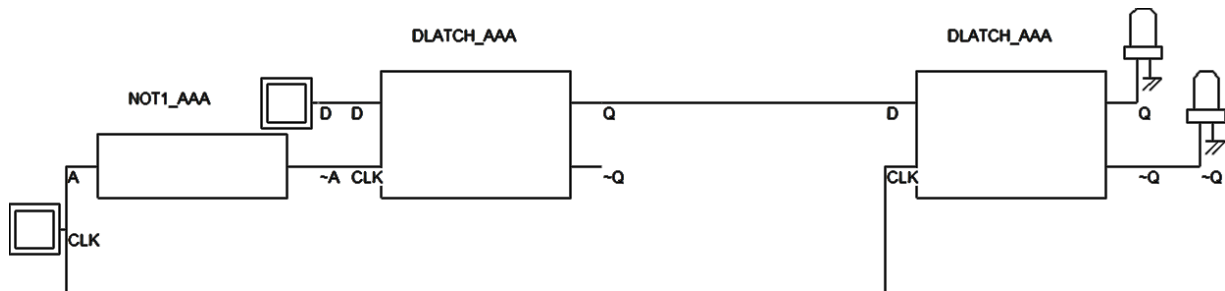 DLATCH_AAA
DLATCH_AAA
NOT1_AAA
D D Q D Q
A ~A CLK ~Q CLK ~Q ~Q
CLK